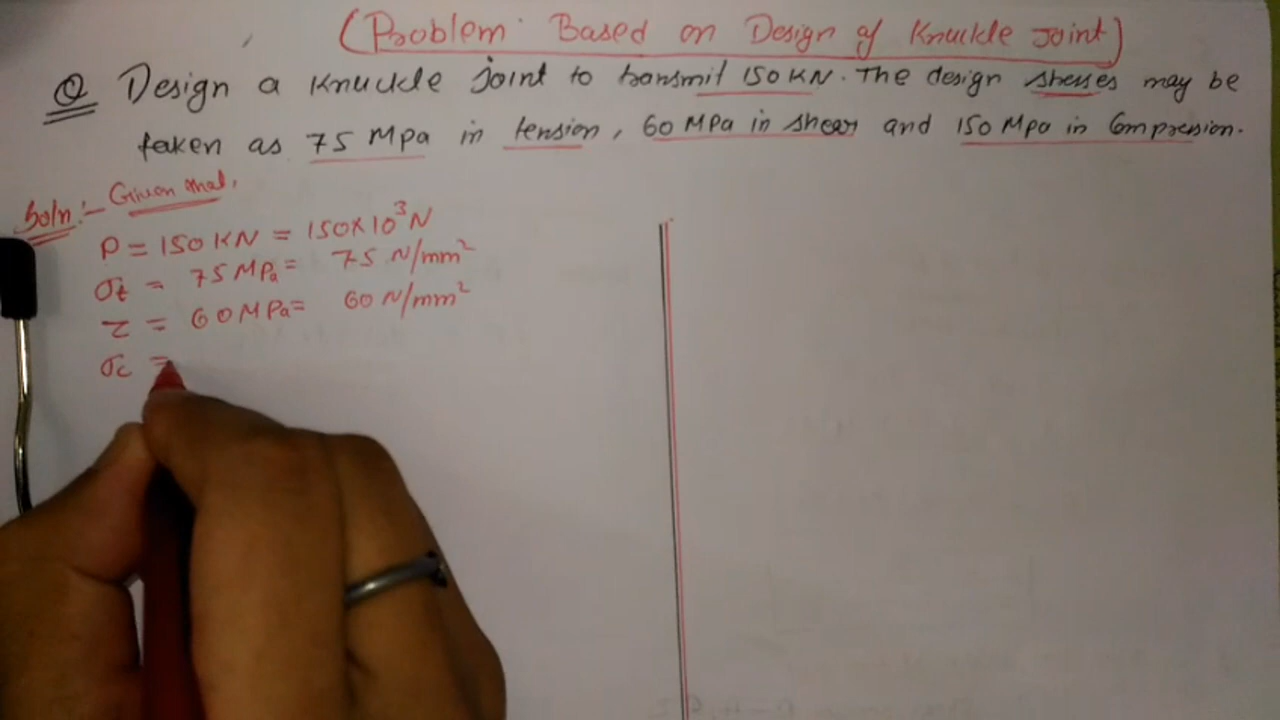 (Problem Based on Design of Knuckle Joint)
Q Design a Knuckle Joint to transmit 150 KN. The design stresses may be
taken as 75 MPa in tension, 60 MPa in shear and 150 MPa in Compression.
Soln:- Given that,
P = 150 KN = 150x10³ N
σt = 75 MPa = 75 N/mm²
τ = 60 MPa = 60 N/mm²
σc =